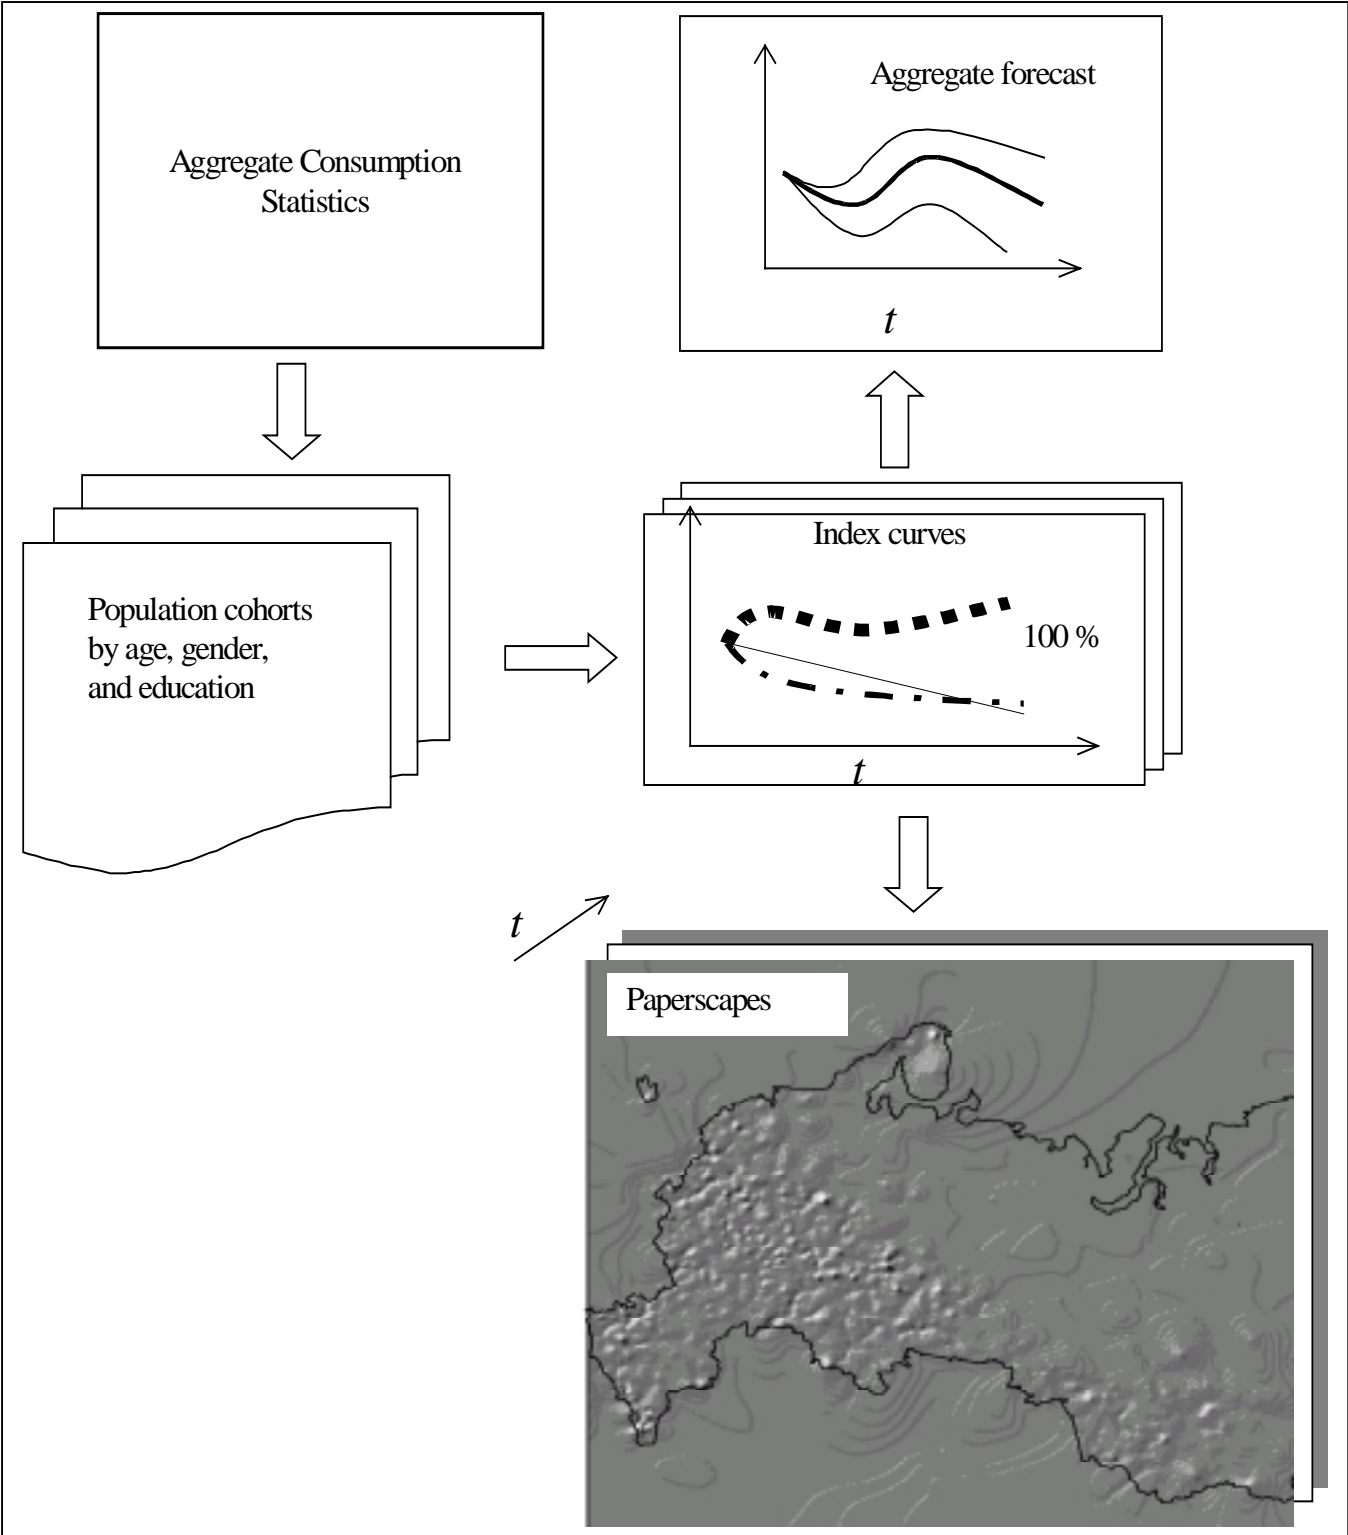 Aggregate Consumption
Statistics
Aggregate forecast
t
Population cohorts
by age, gender,
and education
Index curves
100 %
t
t
Paperscapes